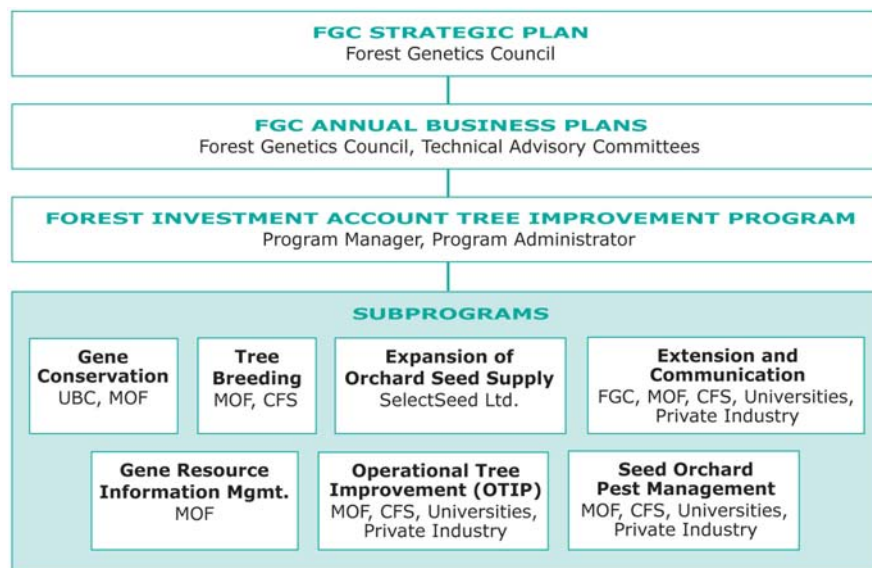 FGC STRATEGIC PLAN
Forest Genetics Council
FGC ANNUAL BUSINESS PLANS
Forest Genetics Council, Technical Advisory Committees
FOREST INVESTMENT ACCOUNT TREE IMPROVEMENT PROGRAM
Program Manager, Program Administrator
SUBPROGRAMS
Gene
Conservation
UBC, MOF
Tree
Breeding
MOF, CFS
Expansion of
Orchard Seed Supply
SelectSeed Ltd.
Extension and
Communication
FGC, MOF, CFS, Universities,
Private Industry
Gene Resource
Information Mgmt.
MOF
Operational Tree
Improvement (OTIP)
MOF, CFS, Universities,
Private Industry
Seed Orchard
Pest Management
MOF, CFS, Universities,
Private Industry